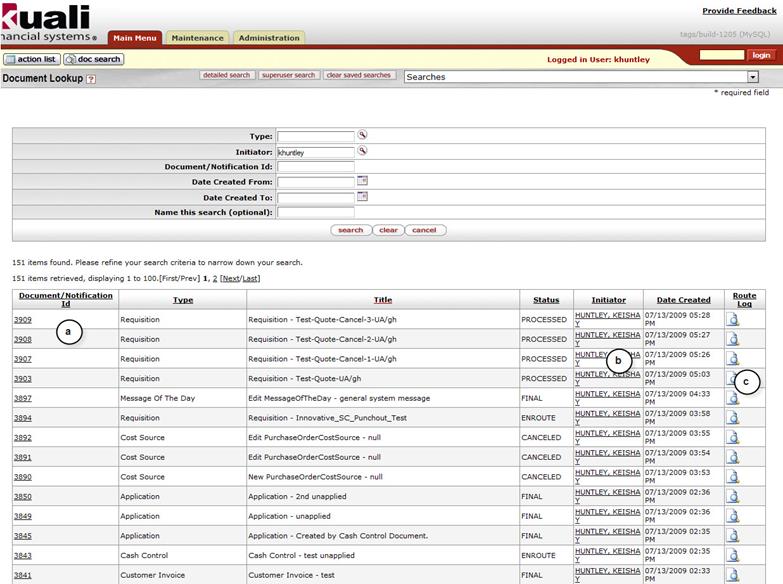 kuali
Provide Feedback
nancial systems®
Main Menu Maintenance Administration
tags/build-1205 (MySQL)
action list doc search
Logged in User: khuntley
login
Document Lookup ?
detailed search superuser search clear saved searches
Searches
* required field
Type:
Initiator: khuntley
Document/Notification Id:
Date Created From:
Date Created To:
Name this search (optional):
search clear cancel
151 items found. Please refine your search criteria to narrow down your search.
151 items retrieved, displaying 1 to 100.[First/Prev] 1, 2 [Next/Last]
Document/Notification Id Type Title Status Initiator Date Created Route Log
3909 Requisition Requisition - Test-Quote-Cancel-3-UA/gh PROCESSED HUNTLEY, KEISHA Y 07/13/2009 05:28 PM
a
3908 Requisition Requisition - Test-Quote-Cancel-2-UA/gh PROCESSED HUNTLEY, KEISHA Y 07/13/2009 05:27 PM
3907 Requisition Requisition - Test-Quote-Cancel-1-UA/gh PROCESSED HUNTLEY, KEISHA Y 07/13/2009 05:26 PM
b
3903 Requisition Requisition - Test-Quote-UA/gh PROCESSED HUNTLEY, KEISHA Y 07/13/2009 05:03 PM
c
3897 Message Of The Day Edit MessageOfTheDay - general system message FINAL HUNTLEY, KEISHA Y 07/13/2009 04:33 PM
3894 Requisition Requisition - Innovative_SC_Punchout_Test ENROUTE HUNTLEY, KEISHA Y 07/13/2009 03:58 PM
3892 Cost Source Edit PurchaseOrderCostSource - null CANCELED HUNTLEY, KEISHA Y 07/13/2009 03:55 PM
3891 Cost Source Edit PurchaseOrderCostSource - null CANCELED HUNTLEY, KEISHA Y 07/13/2009 03:54 PM
3890 Cost Source New PurchaseOrderCostSource - null CANCELED HUNTLEY, KEISHA Y 07/13/2009 03:53 PM
3850 Application Application - 2nd unapplied FINAL HUNTLEY, KEISHA Y 07/13/2009 02:36 PM
3849 Application Application - unapplied FINAL HUNTLEY, KEISHA Y 07/13/2009 02:36 PM
3845 Application Application - Created by Cash Control Document. FINAL HUNTLEY, KEISHA Y 07/13/2009 02:35 PM
3843 Cash Control Cash Control - test unapplied ENROUTE HUNTLEY, KEISHA Y 07/13/2009 02:33 PM
3841 Customer Invoice Customer Invoice - test FINAL HUNTLEY, KEISHA Y 07/13/2009 02:33 PM